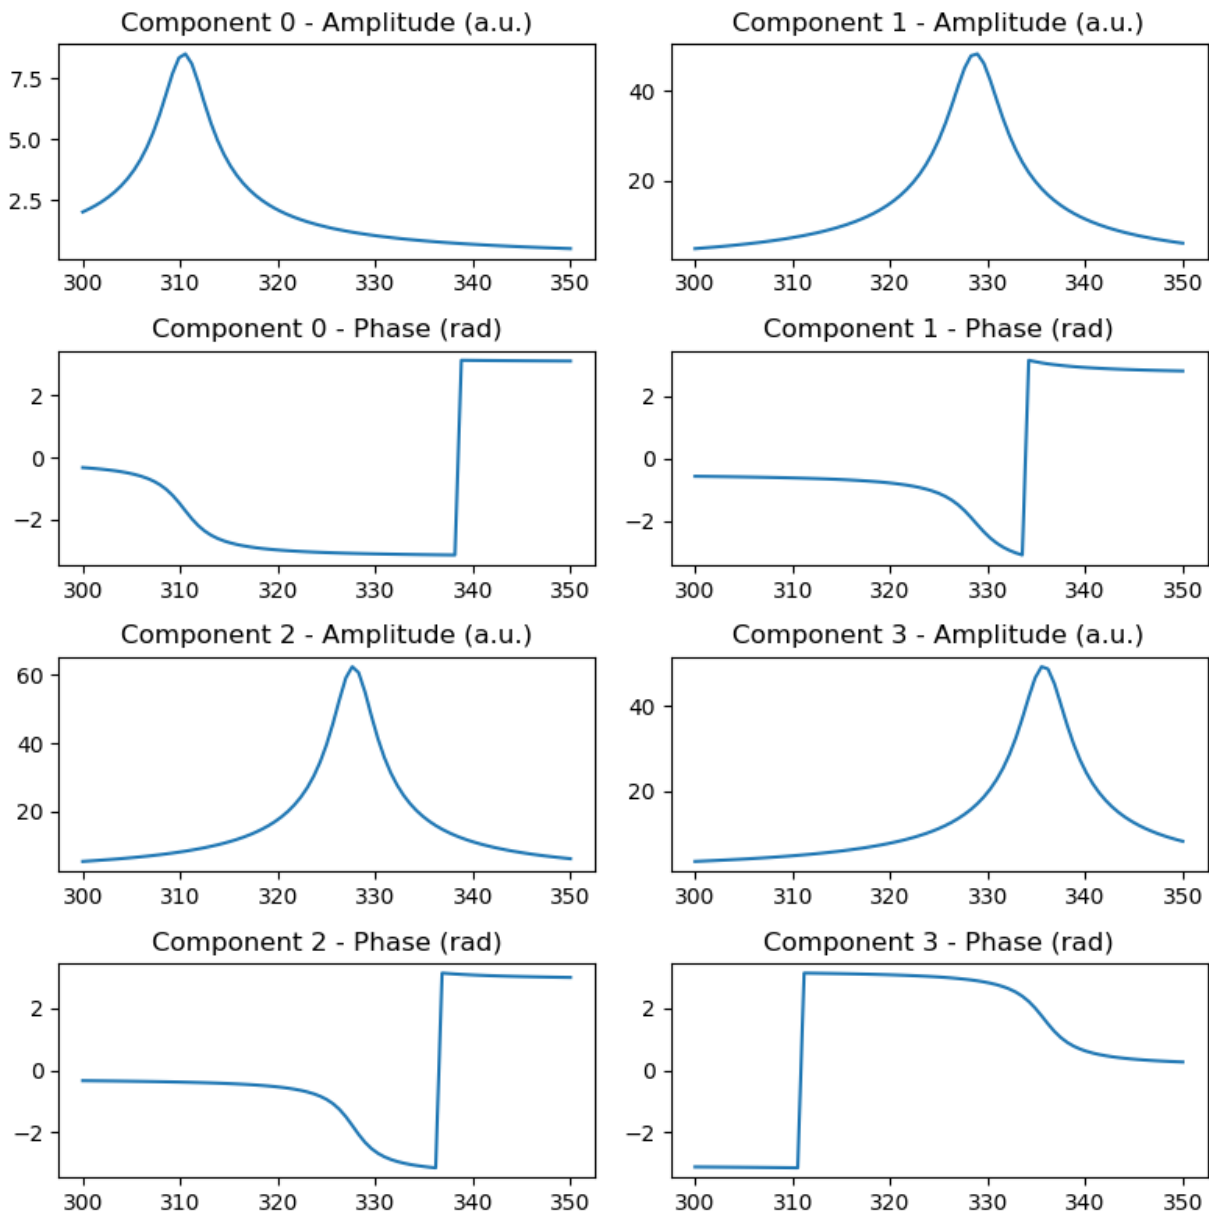 Component 0 - Amplitude (a.u.)
7.5
5.0
2.5
300 310 320 330 340 350
Component 1 - Amplitude (a.u.)
40
20
300 310 320 330 340 350
Component 0 - Phase (rad)
2
0
−2
300 310 320 330 340 350
Component 1 - Phase (rad)
2
0
−2
300 310 320 330 340 350
Component 2 - Amplitude (a.u.)
60
40
20
300 310 320 330 340 350
Component 3 - Amplitude (a.u.)
40
20
300 310 320 330 340 350
Component 2 - Phase (rad)
2
0
−2
300 310 320 330 340 350
Component 3 - Phase (rad)
2
0
−2
300 310 320 330 340 350